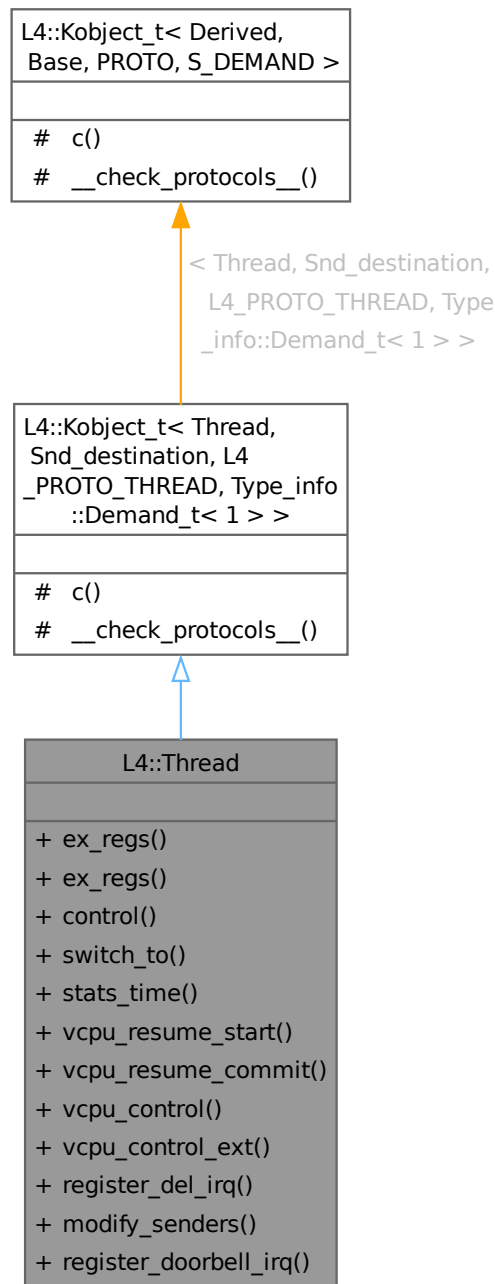 L4::Kobject_t< Derived,
Base, PROTO, S_DEMAND >
# c()
# __check_protocols__()
< Thread, Snd_destination,
L4_PROTO_THREAD, Type
_info::Demand_t< 1 > >
L4::Kobject_t< Thread,
Snd_destination, L4
_PROTO_THREAD, Type_info
::Demand_t< 1 > >
# c()
# __check_protocols__()
L4::Thread
+ ex_regs()
+ ex_regs()
+ control()
+ switch_to()
+ stats_time()
+ vcpu_resume_start()
+ vcpu_resume_commit()
+ vcpu_control()
+ vcpu_control_ext()
+ register_del_irq()
+ modify_senders()
+ register_doorbell_irq()